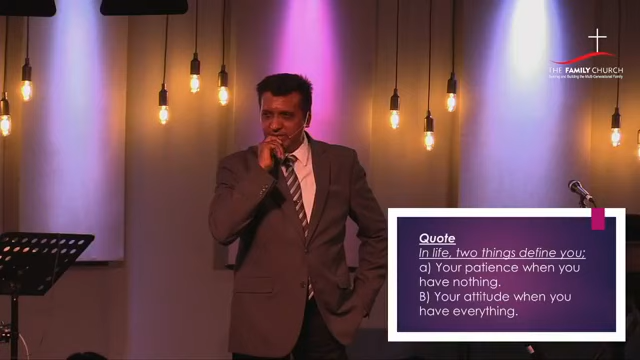 THE FAMILY CHURCH
Quote
In life, two things define you;
a) Your patience when you
have nothing.
B) Your attitude when you
have everything.